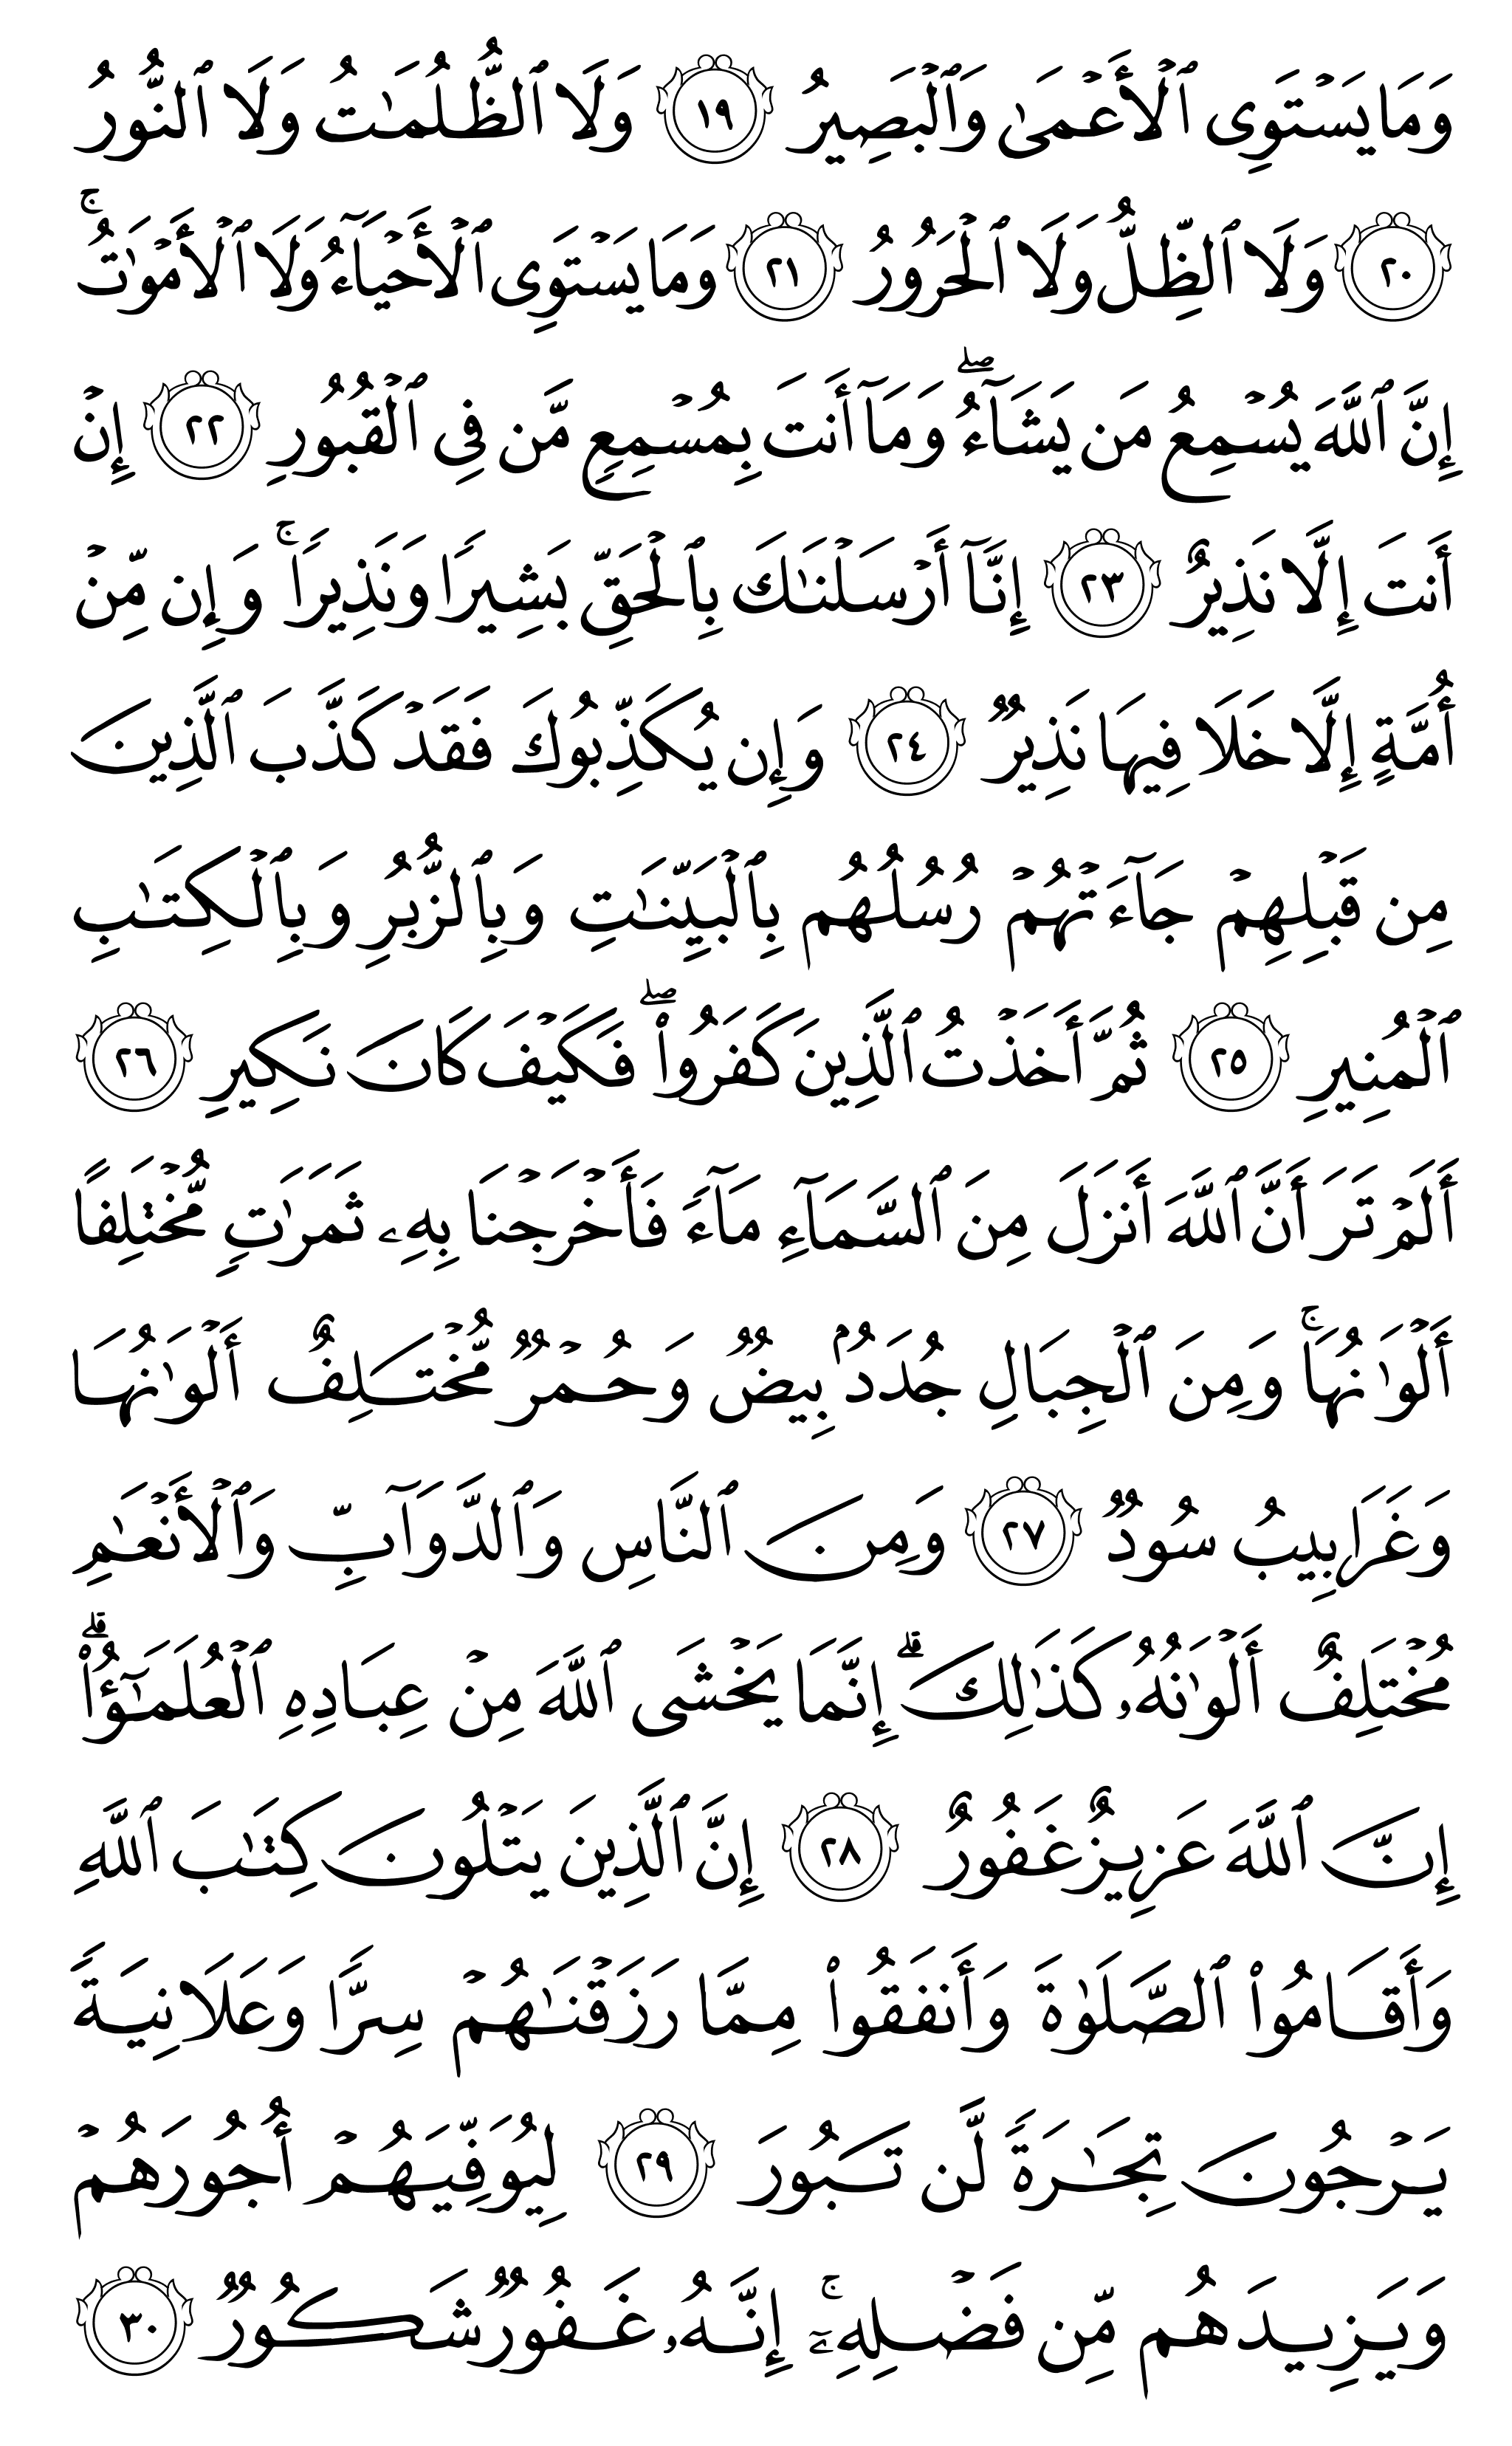 وَمَا يَسۡتَوِي ٱلۡأَعۡمَىٰ وَٱلۡبَصِيرُ ١٩ وَلَا ٱلظُّلُمَٰتُ وَلَا ٱلنُّورُ
٢٠ وَلَا ٱلظِّلُّ وَلَا ٱلۡحَرُورُ ٢١ وَمَا يَسۡتَوِي ٱلۡأَحۡيَآءُ وَلَا ٱلۡأَمۡوَٰتُۚ
إِنَّ ٱللَّهَ يُسۡمِعُ مَن يَشَآءُۖ وَمَآ أَنتَ بِمُسۡمِعٖ مَّن فِي ٱلۡقُبُورِ ٢٢ إِنۡ
أَنتَ إِلَّا نَذِيرٌ ٢٣ إِنَّآ أَرۡسَلۡنَٰكَ بِٱلۡحَقِّ بَشِيرٗا وَنَذِيرٗاۚ وَإِن مِّنۡ
أُمَّةٍ إِلَّا خَلَا فِيهَا نَذِيرٞ ٢٤ وَإِن يُكَذِّبُوكَ فَقَدۡ كَذَّبَ ٱلَّذِينَ
مِن قَبۡلِهِمۡ جَآءَتۡهُمۡ رُسُلُهُم بِٱلۡبَيِّنَٰتِ وَبِٱلزُّبُرِ وَبِٱلۡكِتَٰبِ
ٱلۡمُنِيرِ ٢٥ ثُمَّ أَخَذۡتُ ٱلَّذِينَ كَفَرُواْۖ فَكَيۡفَ كَانَ نَكِيرِ ٢٦
أَلَمۡ تَرَ أَنَّ ٱللَّهَ أَنزَلَ مِنَ ٱلسَّمَآءِ مَآءٗ فَأَخۡرَجۡنَا بِهِۦ ثَمَرَٰتٖ مُّخۡتَلِفًا
أَلۡوَٰنُهَاۚ وَمِنَ ٱلۡجِبَالِ جُدَدُۢ بِيضٞ وَحُمۡرٞ مُّخۡتَلِفٌ أَلۡوَٰنُهَا
وَغَرَابِيبُ سُودٞ ٢٧ وَمِنَ ٱلنَّاسِ وَٱلدَّوَآبِّ وَٱلۡأَنۡعَٰمِ
مُخۡتَلِفٌ أَلۡوَٰنُهُۥ كَذَٰلِكَۗ إِنَّمَا يَخۡشَى ٱللَّهَ مِنۡ عِبَادِهِ ٱلۡعُلَمَٰٓؤُاْۗ
إِنَّ ٱللَّهَ عَزِيزٌ غَفُورٌ ٢٨ إِنَّ ٱلَّذِينَ يَتۡلُونَ كِتَٰبَ ٱللَّهِ
وَأَقَامُواْ ٱلصَّلَوٰةَ وَأَنفَقُواْ مِمَّا رَزَقۡنَٰهُمۡ سِرّٗا وَعَلَانِيَةٗ
يَرۡجُونَ تِجَٰرَةٗ لَّن تَبُورَ ٢٩ لِيُوَفِّيَهُمۡ أُجُورَهُمۡ
وَيَزِيدَهُم مِّن فَضۡلِهِۦٓۚ إِنَّهُۥ غَفُورٞ شَكُورٞ ٣٠